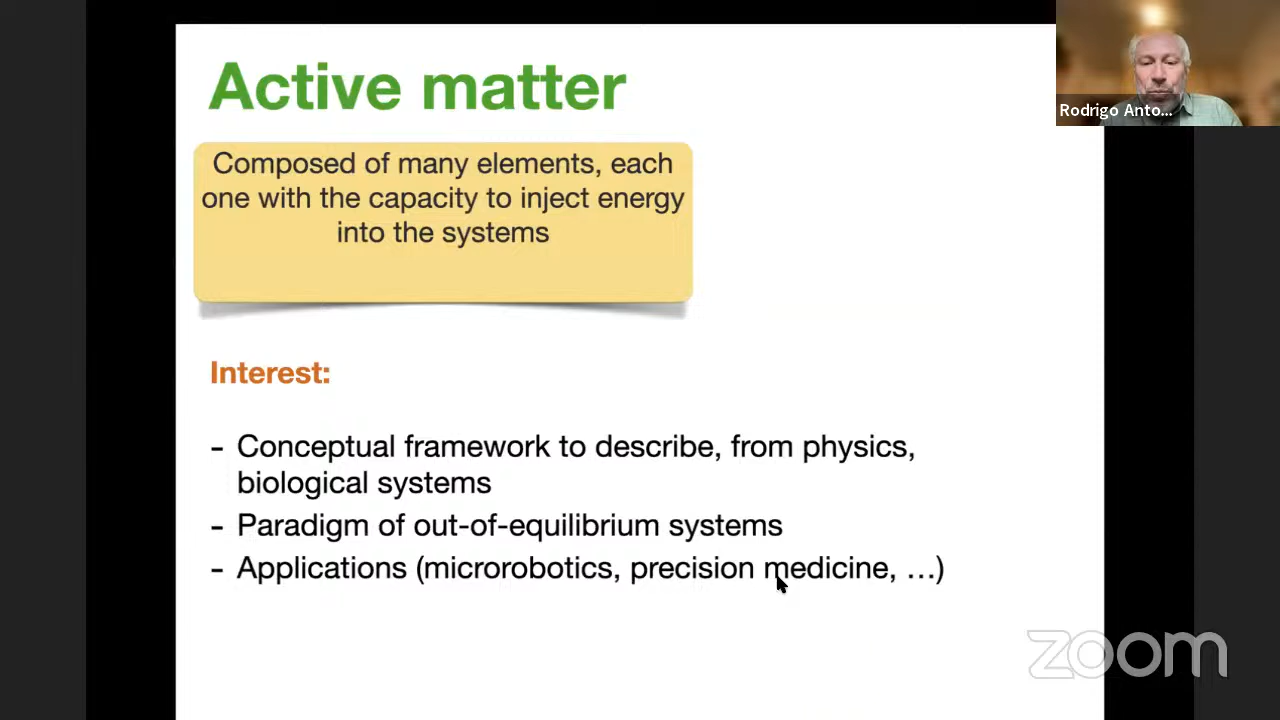 Active matter
Rodrigo Anto...
Composed of many elements, each
one with the capacity to inject energy
into the systems
Interest:
- Conceptual framework to describe, from physics,
biological systems
- Paradigm of out-of-equilibrium systems
- Applications (microrobotics, precision medicine, …)
zoom